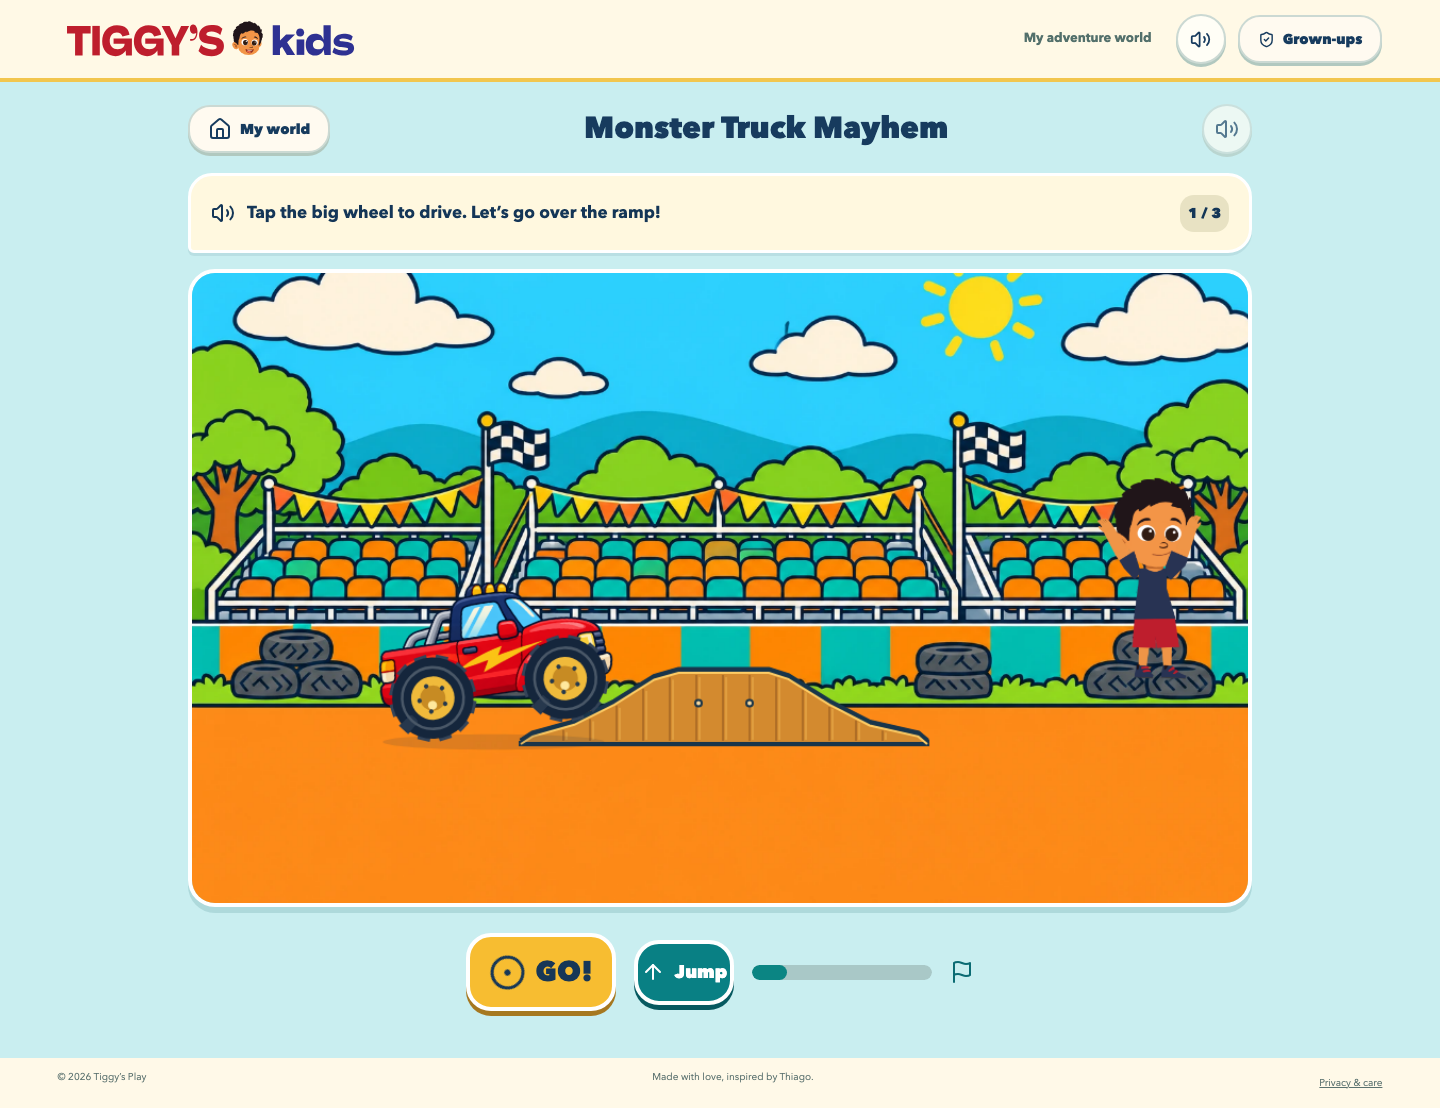 TIGGY'S kids
My adventure world
Grown-ups
My world
Monster Truck Mayhem
Tap the big wheel to drive. Let’s go over the ramp!
1 / 3
GO!
Jump
© 2026 Tiggy’s Play
Made with love, inspired by Thiago.
Privacy & care